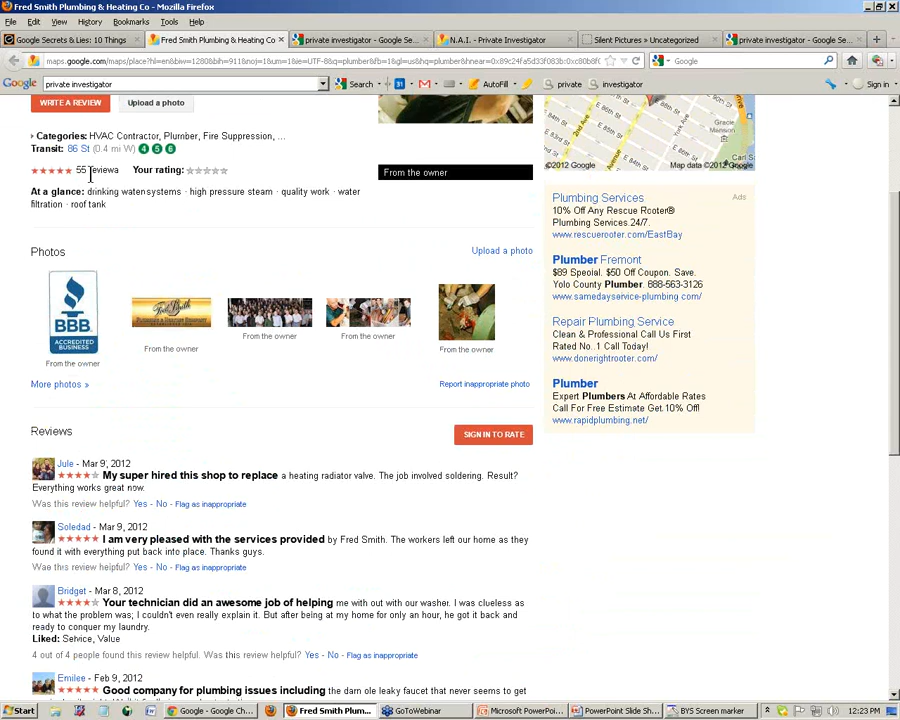 Fred Smith Plumbing & Heating Co - Mozilla Firefox
File Edit View History Bookmarks Tools Help
Google Secrets & Lies: 10 Things
Fred Smith Plumbing & Heating Co
private investigator - Google Se...
N.A.I. - Private Investigator
Silent Pictures » Uncategorized
private investigator - Google Se...
Google
Google private investigator Search AutoFill private investigator Sign in
WRITE A REVIEW Upload a photo
Categories: HVAC Contractor, Plumber, Fire Suppression, ...
Transit: 86 St (0.4 mi W) 4 5 6
55 reviews Your rating:
At a glance: drinking water systems · high pressure steam · quality work · water
filtration · roof tank
From the owner
E 86th St
York Ave
Gracie
Mansion
©2012 Google Map data ©2012 Google
Plumbing Services Ads
10% Off Any Rescue Rooter®
Plumbing Services.24/7.
www.rescuerooter.com/EastBay
Plumber Fremont
$89 Special. $50 Off Coupon. Save.
Yolo County Plumber. 888-563-3126
www.samedayservice-plumbing.com/
Repair Plumbing Service
Clean & Professional Call Us First
Rated No..1 Call Today!
www.donerightrooter.com/
Plumber
Expert Plumbers At Affordable Rates
Call For Free Estimate Get 10% Off!
www.rapidplumbing.net/
Photos Upload a photo
BBB
ACCREDITED
BUSINESS
Fred Smith
From the owner
From the owner
From the owner
From the owner
From the owner
More photos » Report inappropriate photo
Reviews SIGN IN TO RATE
Jule - Mar 9, 2012
My super hired this shop to replace a heating radiator valve. The job involved soldering. Result?
Everything works great now.
Was this review helpful? Yes - No - Flag as inappropriate
Soledad - Mar 9, 2012
I am very pleased with the services provided by Fred Smith. The workers left our home as they
found it with everything put back into place. Thanks guys.
Was this review helpful? Yes - No - Flag as inappropriate
Bridget - Mar 8, 2012
Your technician did an awesome job of helping me with out with our washer. I was clueless as
to what the problem was; I couldn't even really explain it. But after being at my home for only an hour, he got it back and
ready to conquer my laundry.
Liked: Service, Value
4 out of 4 people found this review helpful. Was this review helpful? Yes - No - Flag as inappropriate
Emilee - Feb 9, 2012
Good company for plumbing issues including the darn ole leaky faucet that never seems to get
Start Google - Google Ch... Fred Smith Plum... GoToWebinar Microsoft PowerPoi... PowerPoint Slide Sh... BYS Screen marker 12:23 PM